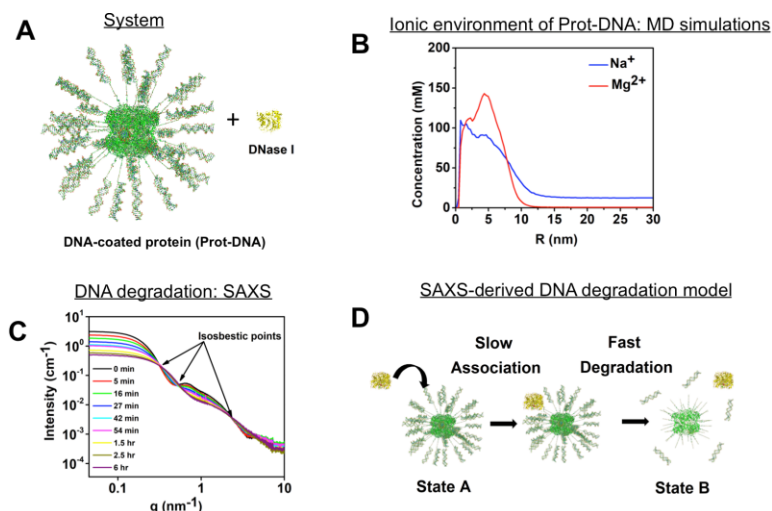 A
System
+
DNase I
DNA-coated protein (Prot-DNA)
B
Ionic environment of Prot-DNA: MD simulations
200
150
100
50
0
Concentration (mM)
Na⁺
Mg²⁺
0 5 10 15 20 25 30
R (nm)
C
DNA degradation: SAXS
10¹
10⁰
10⁻¹
10⁻²
10⁻³
10⁻⁴
Intensity (cm⁻¹)
Isosbestic points
0 min
5 min
16 min
27 min
42 min
54 min
1.5 hr
2.5 hr
6 hr
0.1 1 10
q (nm⁻¹)
SAXS-derived DNA degradation model
D
Slow
Association
Fast
Degradation
State A
State B